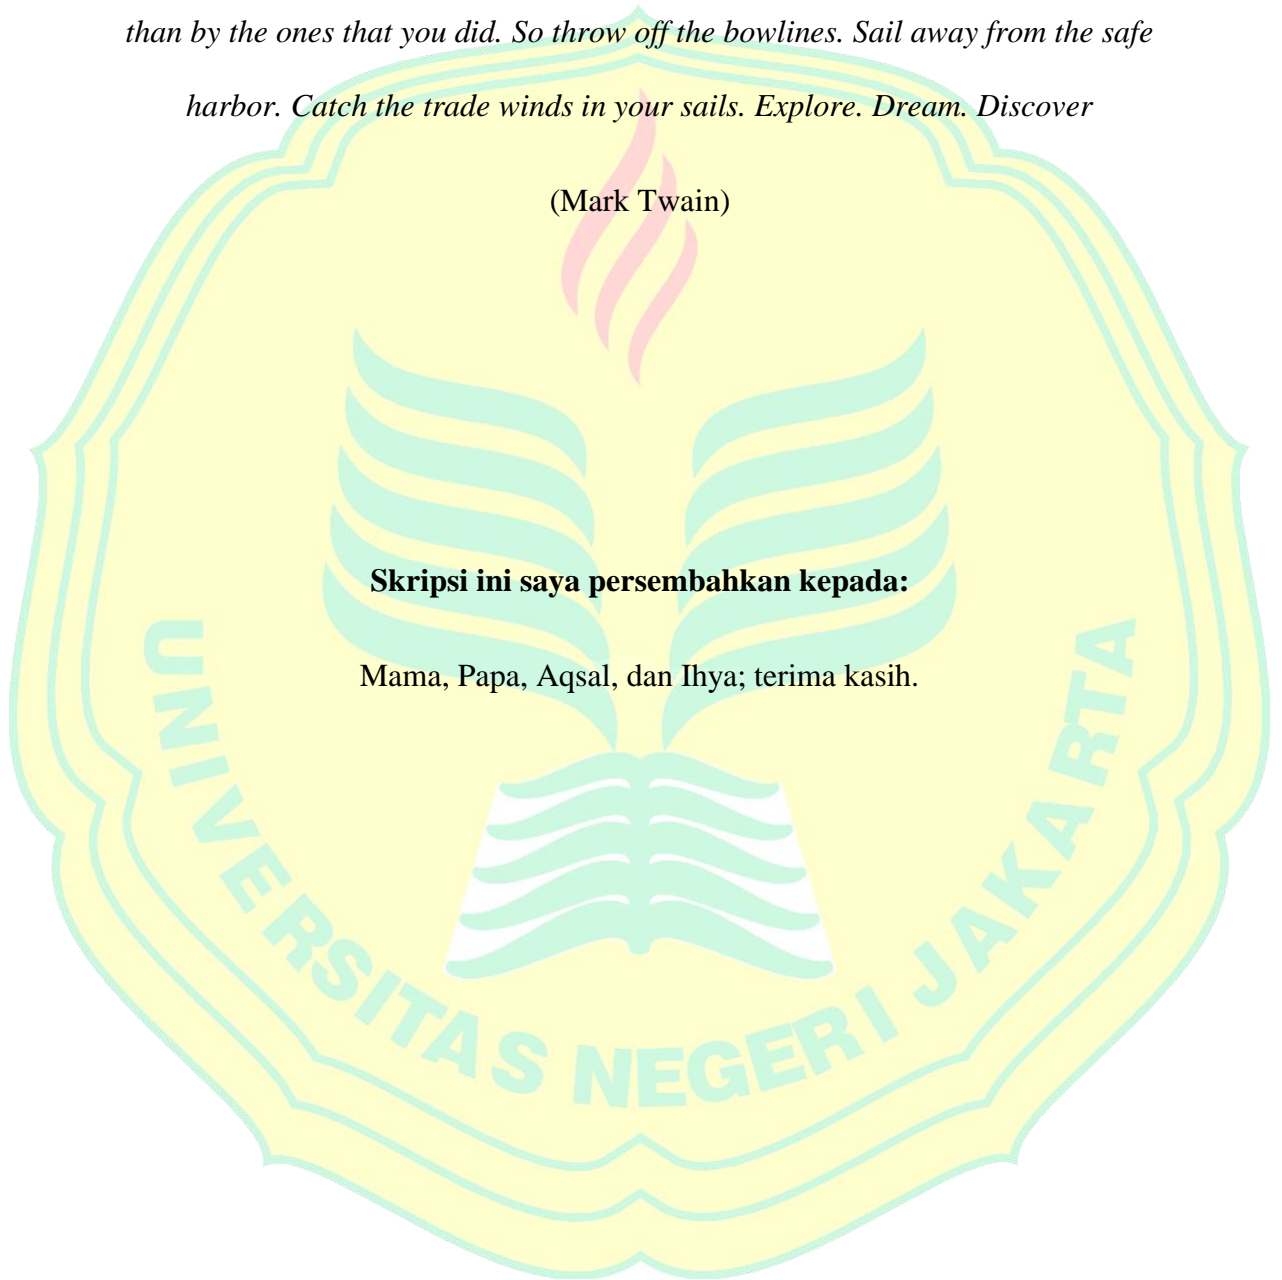 than by the ones that you did. So throw off the bowlines. Sail away from the safe
harbor. Catch the trade winds in your sails. Explore. Dream. Discover
(Mark Twain)
Skripsi ini saya persembahkan kepada:
Mama, Papa, Aqsal, dan Ihya; terima kasih.
UNIVERSITAS NEGERI JAKARTA